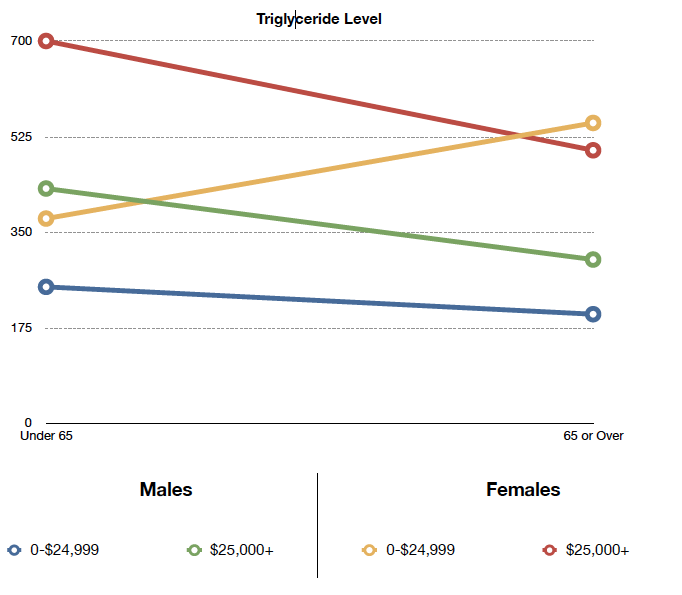 Triglyceride Level
700
525
350
175
0
Under 65 65 or Over
Males Females
0-$24,999 $25,000+ 0-$24,999 $25,000+